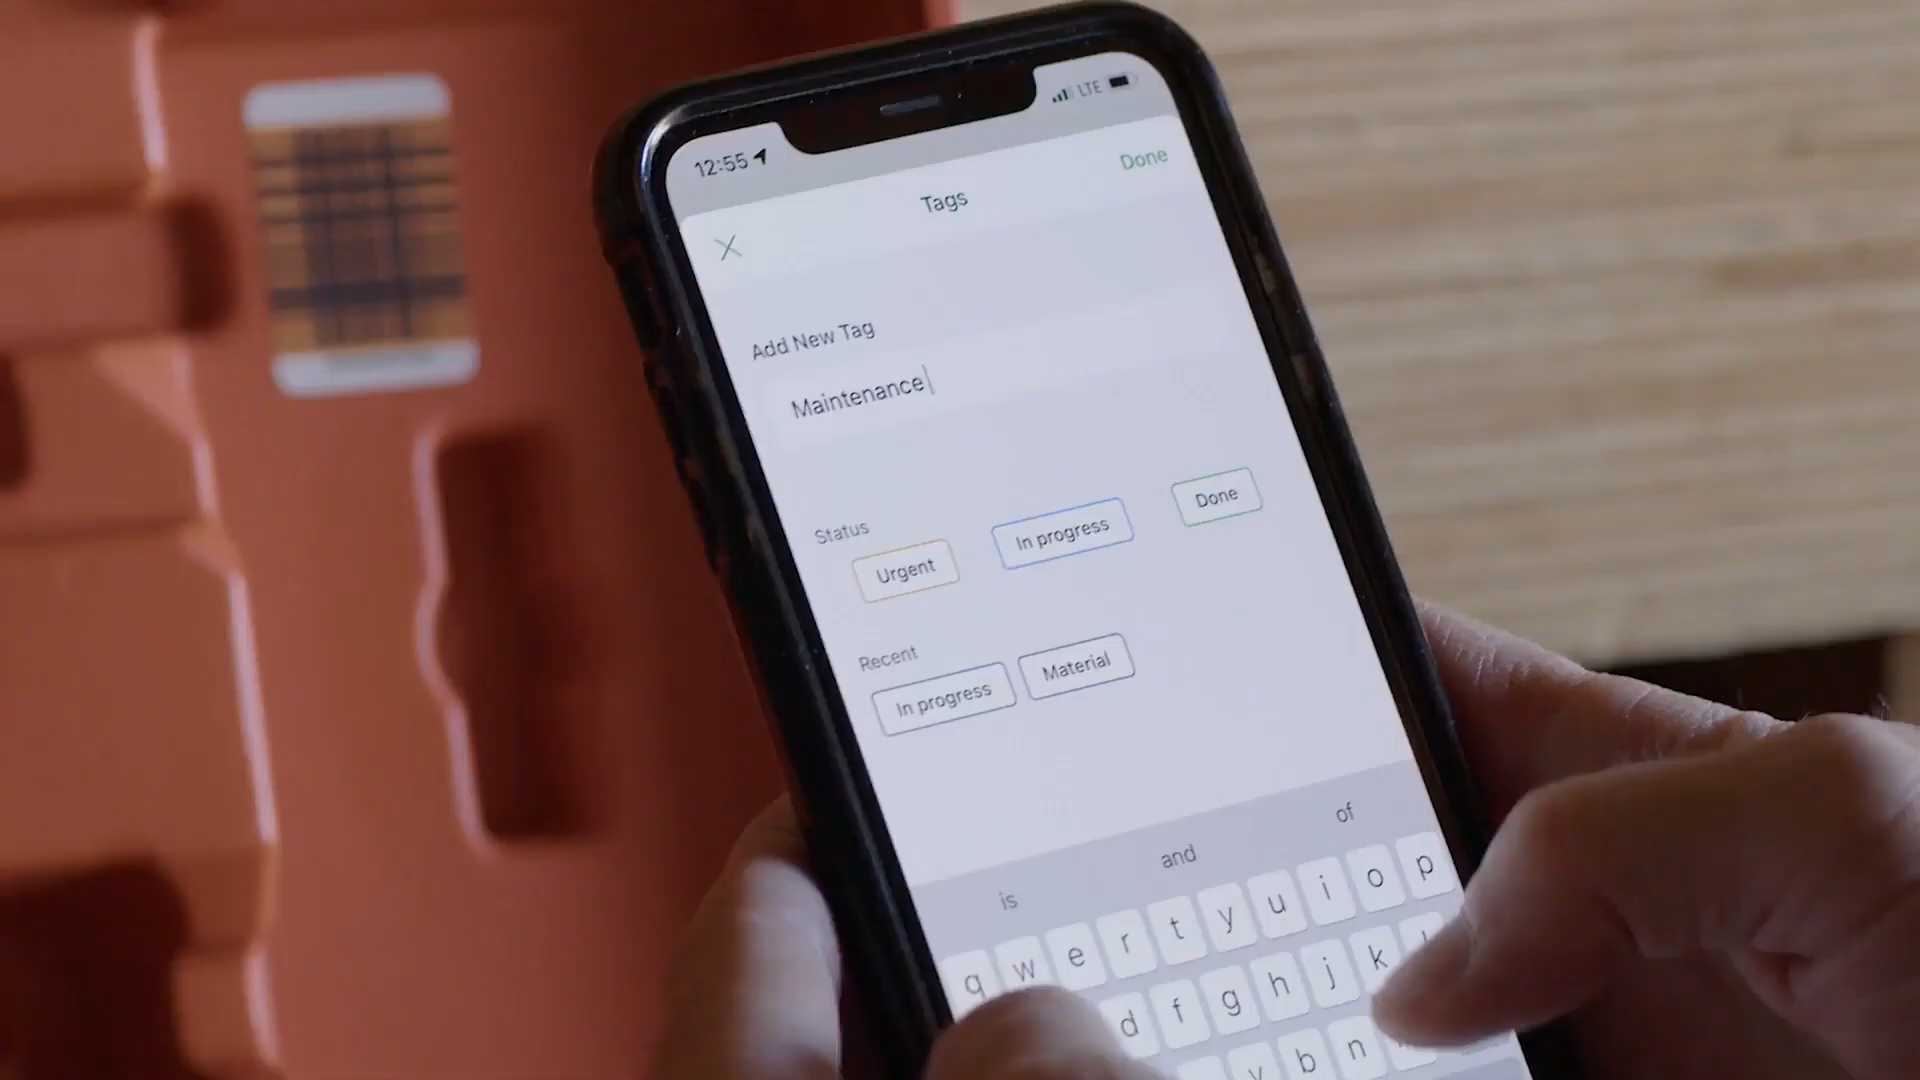 12:55 LTE
Done
Tags
Add New Tag
Maintenance
Status
Urgent In progress Done
Recent
In progress Material
is and of
q w e r t y u i o p
d f g h j k
v b n